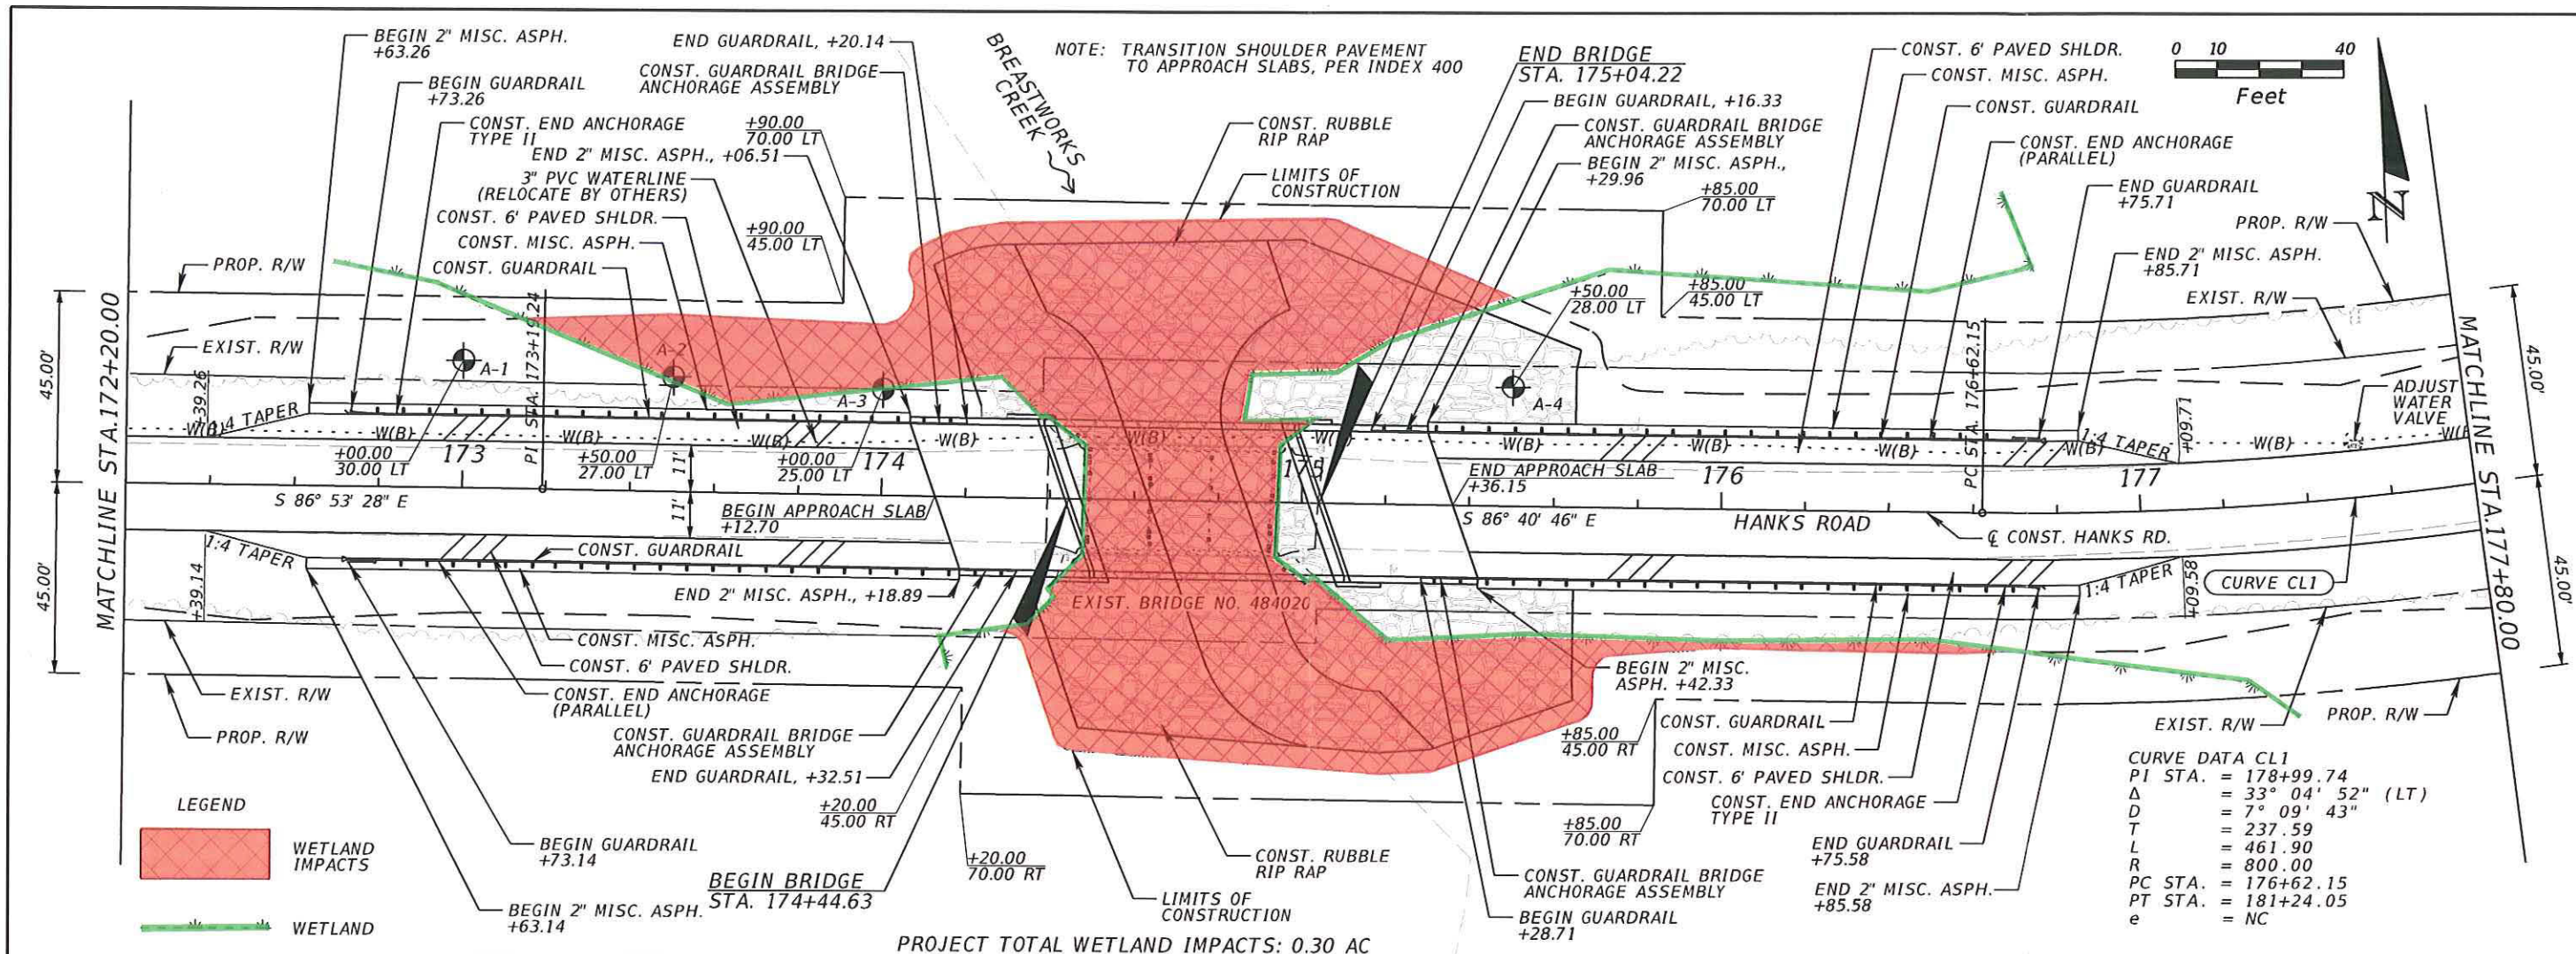 BEGIN 2" MISC. ASPH.
+63.26
BEGIN GUARDRAIL
+73.26
CONST. END ANCHORAGE
TYPE II
END GUARDRAIL, +20.14
CONST. GUARDRAIL BRIDGE
ANCHORAGE ASSEMBLY
+90.00
70.00 LT
END 2" MISC. ASPH., +06.51
3" PVC WATERLINE
(RELOCATE BY OTHERS)
CONST. 6' PAVED SHLDR.
+90.00
45.00 LT
CONST. MISC. ASPH.
CONST. GUARDRAIL
BREASTWORKS
CREEK
NOTE: TRANSITION SHOULDER PAVEMENT
TO APPROACH SLABS, PER INDEX 400
CONST. RUBBLE
RIP RAP
LIMITS OF
CONSTRUCTION
END BRIDGE
STA. 175+04.22
BEGIN GUARDRAIL, +16.33
CONST. GUARDRAIL BRIDGE
ANCHORAGE ASSEMBLY
BEGIN 2" MISC. ASPH.,
+29.96
+85.00
70.00 LT
+50.00
28.00 LT
+85.00
45.00 LT
CONST. 6' PAVED SHLDR.
CONST. MISC. ASPH.
CONST. GUARDRAIL
CONST. END ANCHORAGE
(PARALLEL)
END GUARDRAIL
+75.71
END 2" MISC. ASPH.
+85.71
0 10 40
Feet
N
PROP. R/W
EXIST. R/W
PROP. R/W
EXIST. R/W
45.00'
45.00'
MATCHLINE STA.172+20.00
+39.26
1:4 TAPER
A-1
A-2
A-3
A-4
PI STA. 173+19.24
W(B)
W(B)
W(B)
W(B)
W(B)
W(B)
W(B)
W(B)
W(B)
W(B)
W(B)
W(B)
W(B)
W(B)
+00.00
30.00 LT
173
+50.00
27.00 LT
+00.00
25.00 LT
174
175
176
177
11'
11'
S 86° 53' 28" E
BEGIN APPROACH SLAB
+12.70
END APPROACH SLAB
+36.15
S 86° 40' 46" E
HANKS ROAD
℄ CONST. HANKS RD.
PC STA. 176+62.15
1:4 TAPER
+09.71
ADJUST
WATER
VALVE
45.00'
45.00'
MATCHLINE STA.177+80.00
CURVE CL1
1:4 TAPER
+39.14
CONST. GUARDRAIL
END 2" MISC. ASPH., +18.89
EXIST. BRIDGE NO. 484020
1:4 TAPER
+09.58
CONST. MISC. ASPH.
CONST. 6' PAVED SHLDR.
CONST. END ANCHORAGE
(PARALLEL)
EXIST. R/W
PROP. R/W
CONST. GUARDRAIL BRIDGE
ANCHORAGE ASSEMBLY
END GUARDRAIL, +32.51
+20.00
45.00 RT
+20.00
70.00 RT
BEGIN GUARDRAIL
+73.14
BEGIN BRIDGE
STA. 174+44.63
BEGIN 2" MISC. ASPH.
+63.14
LEGEND
WETLAND
IMPACTS
WETLAND
CONST. RUBBLE
RIP RAP
LIMITS OF
CONSTRUCTION
PROJECT TOTAL WETLAND IMPACTS: 0.30 AC
BEGIN 2" MISC.
ASPH. +42.33
+85.00
45.00 RT
+85.00
70.00 RT
CONST. GUARDRAIL
CONST. MISC. ASPH.
CONST. 6' PAVED SHLDR.
CONST. END ANCHORAGE
TYPE II
END GUARDRAIL
+75.58
CONST. GUARDRAIL BRIDGE
ANCHORAGE ASSEMBLY
END 2" MISC. ASPH.
+85.58
BEGIN GUARDRAIL
+28.71
EXIST. R/W
PROP. R/W
CURVE DATA CL1
PI STA. = 178+99.74
Δ = 33° 04' 52" (LT)
D = 7° 09' 43"
T = 237.59
L = 461.90
R = 800.00
PC STA. = 176+62.15
PT STA. = 181+24.05
e = NC